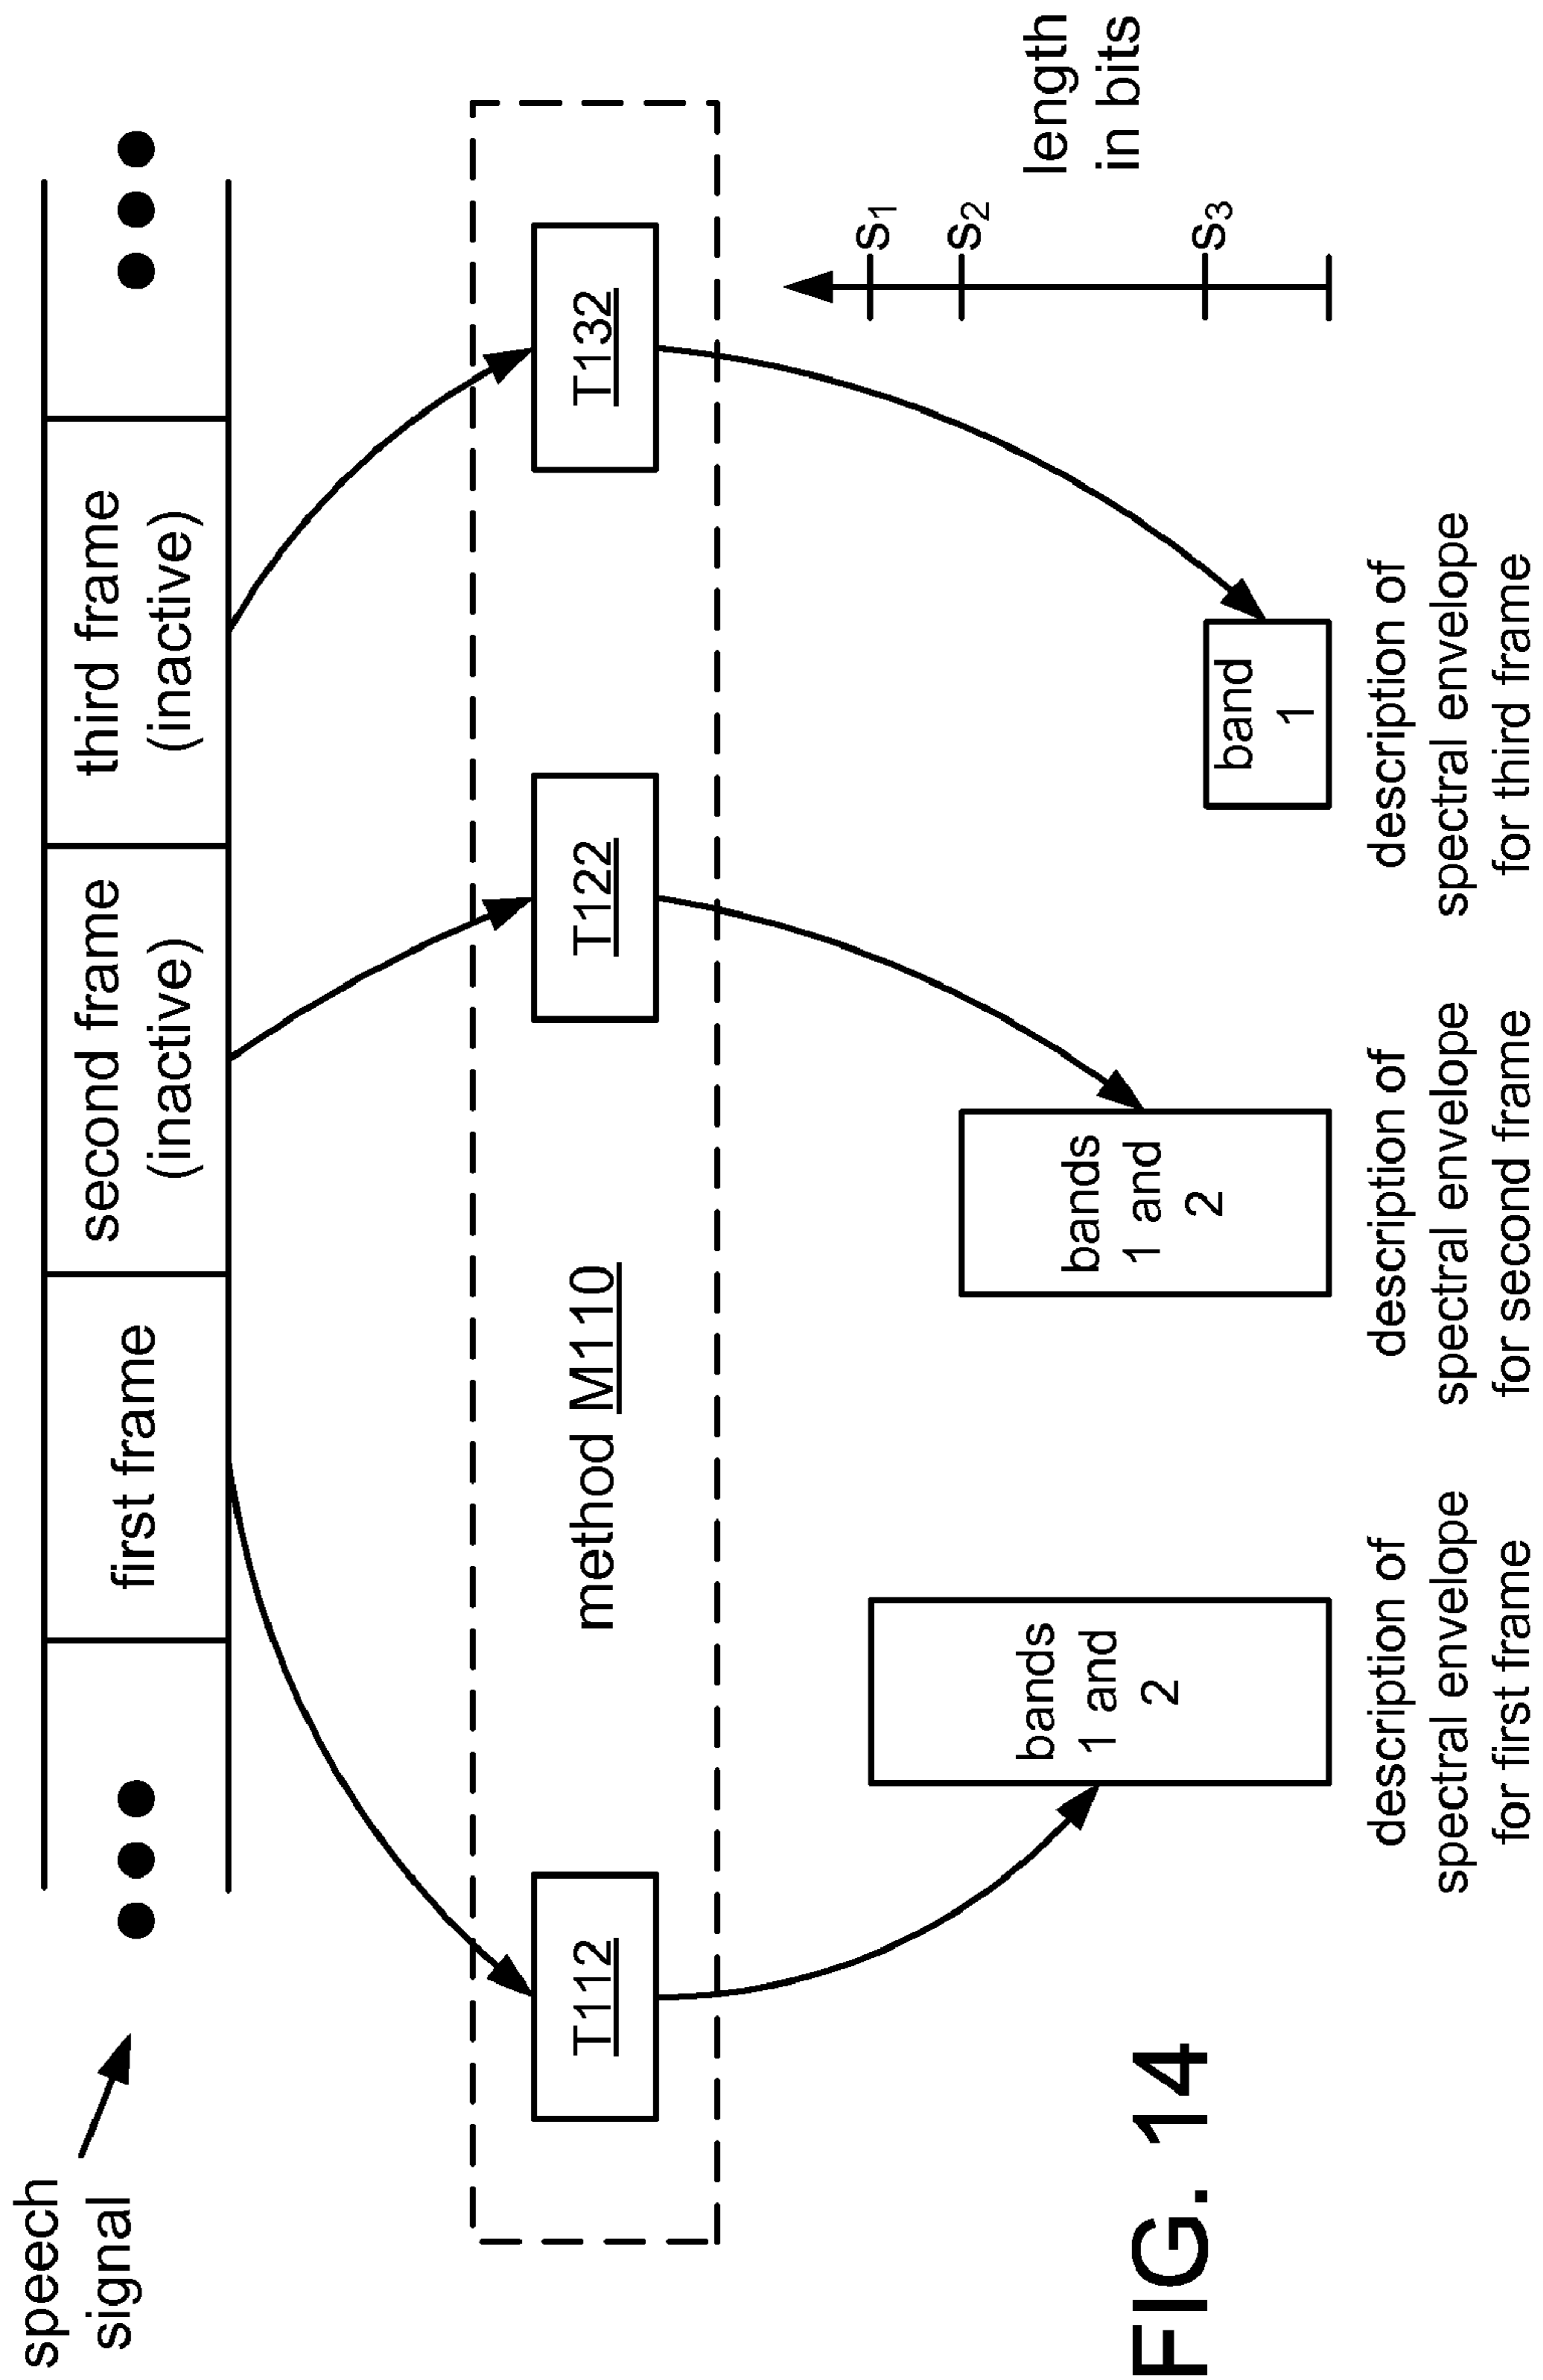 speech
signal
first frame
second frame
(inactive)
third frame
(inactive)
T112
method M110
T122
T132
bands
1 and
2
bands
1 and
2
band
1
s1
s2
s3
length
in bits
description of
spectral envelope
for first frame
description of
spectral envelope
for second frame
description of
spectral envelope
for third frame
FIG. 14